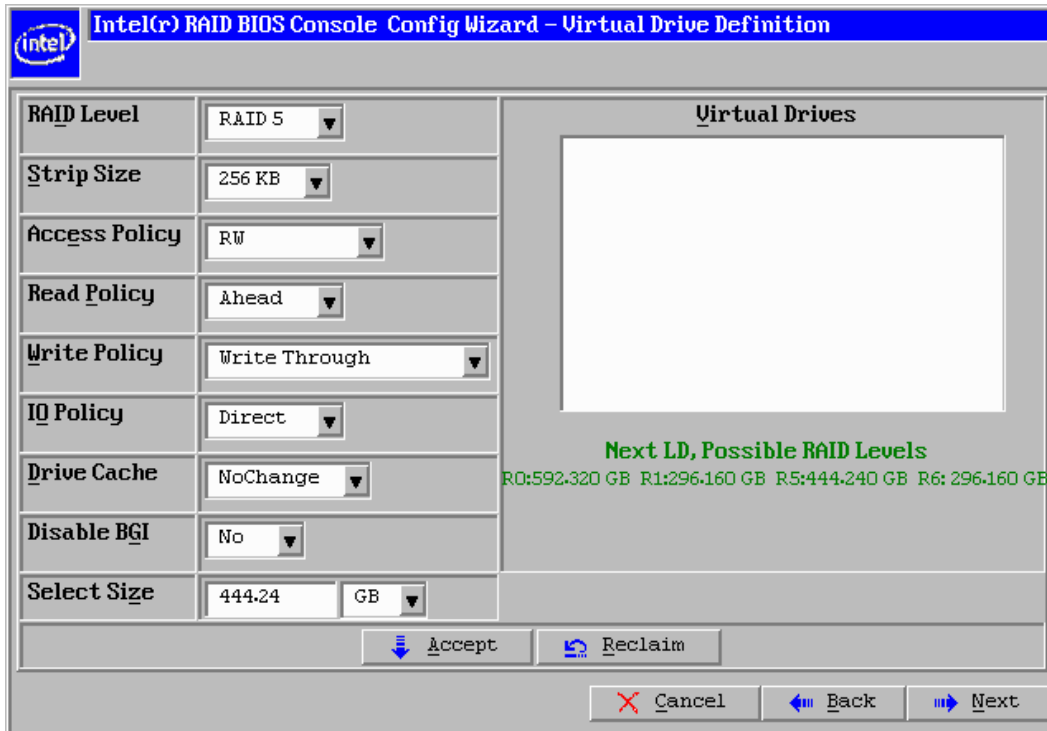 intel
Intel(r) RAID BIOS Console Config Wizard – Virtual Drive Definition
RAID Level RAID 5
Strip Size 256 KB
Access Policy RW
Read Policy Ahead
Write Policy Write Through
IO Policy Direct
Drive Cache NoChange
Disable BGI No
Select Size 444.24 GB
Virtual Drives
Next LD, Possible RAID Levels
R0:592.320 GB R1:296.160 GB R5:444.240 GB R6: 296.160 GB
Accept Reclaim
Cancel Back Next